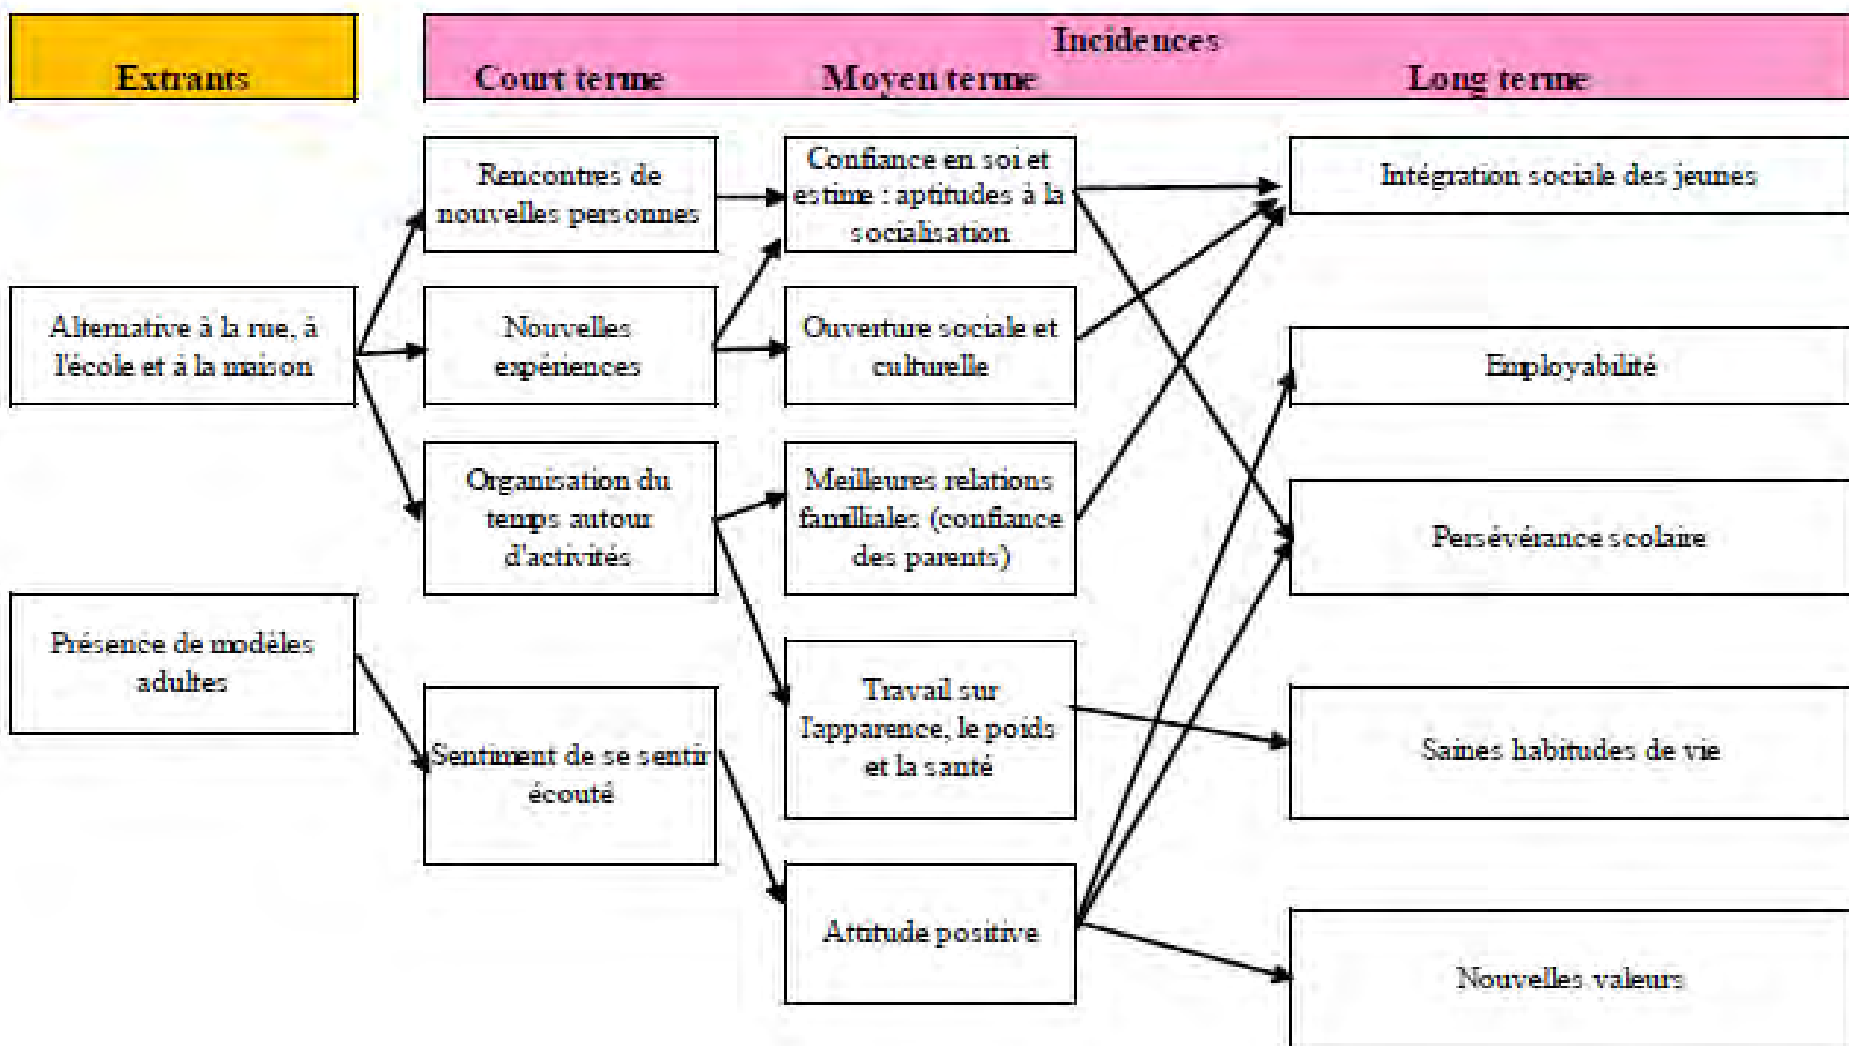 Extrants
Incidences
Court terme
Moyen terme
Long terme
Alternative à la rue, à
l'école et à la maison
Présence de modèles
adultes
Rencontres de
nouvelles personnes
Nouvelles
expériences
Organisation du
temps autour
d'activités
Sentiment de se sentir
écouté
Confiance en soi et
estime : aptitudes à la
socialisation
Ouverture sociale et
culturelle
Meilleures relations
familliales (confiance
des parents)
Travail sur
l'apparence, le poids
et la santé
Attitude positive
Intégration sociale des jeunes
Employabilité
Persévérance scolaire
Saines habitudes de vie
Nouvelles valeurs